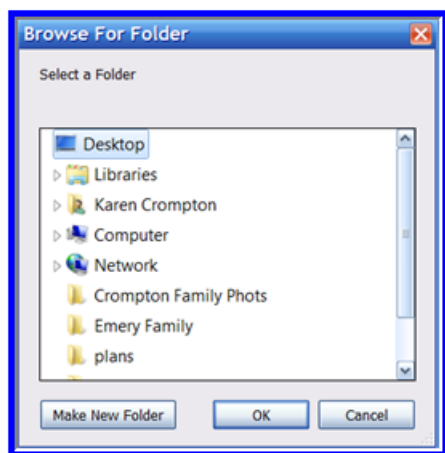 Browse For Folder
Select a Folder
Desktop
Libraries
Karen Crompton
Computer
Network
Crompton Family Phots
Emery Family
plans
Make New Folder OK Cancel